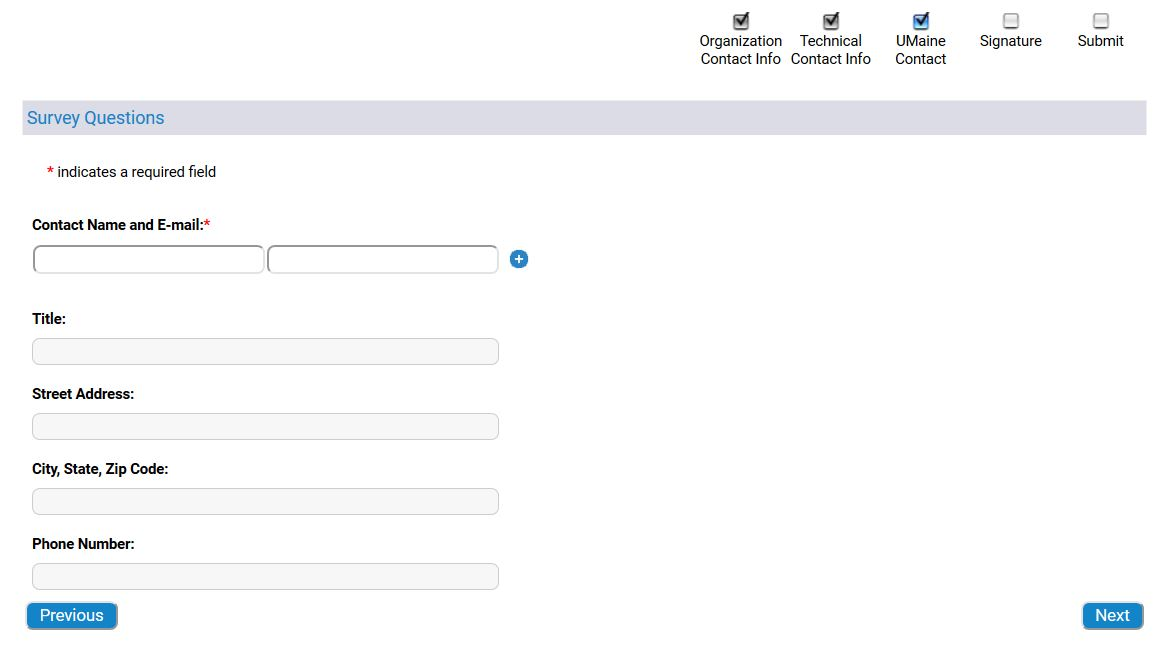 Organization Technical UMaine Signature Submit
Contact Info Contact Info Contact
Survey Questions
* indicates a required field
Contact Name and E-mail:*
Title:
Street Address:
City, State, Zip Code:
Phone Number:
Previous Next